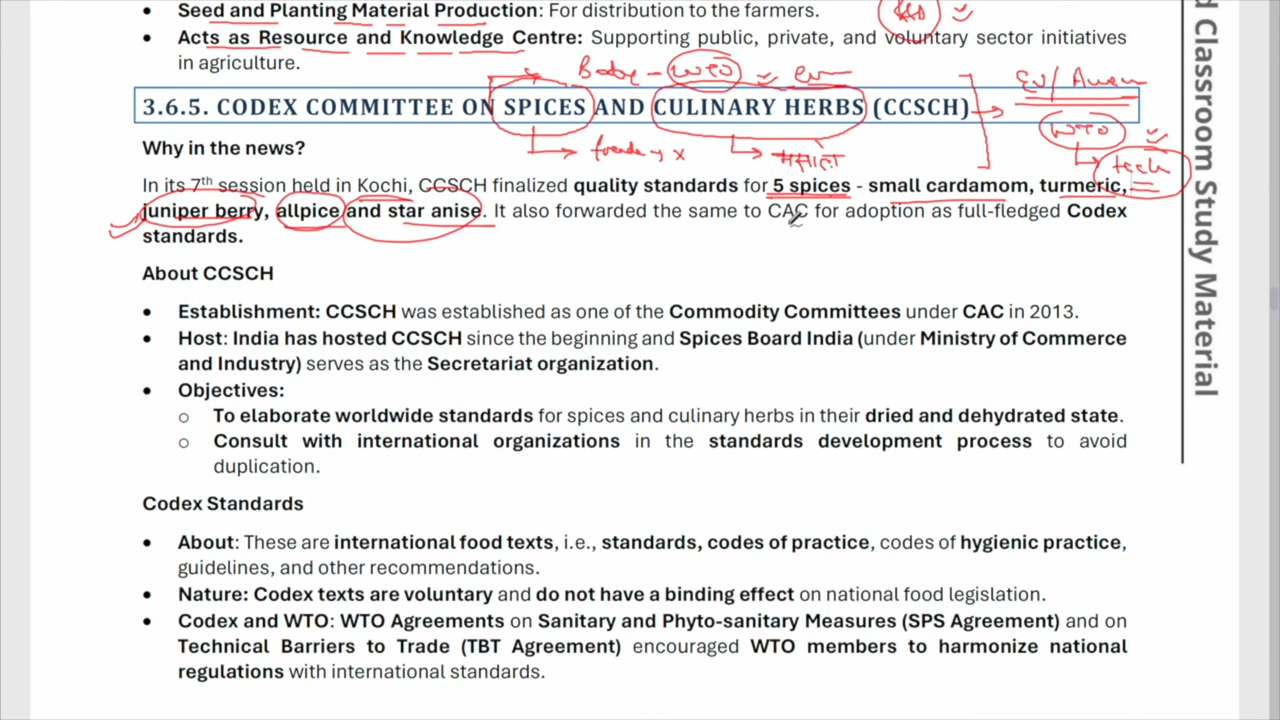 Seed and Planting Material Production: For distribution to the farmers.
Acts as Resource and Knowledge Centre: Supporting public, private, and voluntary sector initiatives
in agriculture.
WTO
3.6.5. CODEX COMMITTEE ON SPICES AND CULINARY HERBS (CCSCH)
WTO
Why in the news?
In its 7th session held in Kochi, CCSCH finalized quality standards for 5 spices - small cardamom, turmeric,
juniper berry, allpice and star anise. It also forwarded the same to CAC for adoption as full-fledged Codex
standards.
About CCSCH
• Establishment: CCSCH was established as one of the Commodity Committees under CAC in 2013.
• Host: India has hosted CCSCH since the beginning and Spices Board India (under Ministry of Commerce
and Industry) serves as the Secretariat organization.
• Objectives:
○ To elaborate worldwide standards for spices and culinary herbs in their dried and dehydrated state.
○ Consult with international organizations in the standards development process to avoid
duplication.
Codex Standards
• About: These are international food texts, i.e., standards, codes of practice, codes of hygienic practice,
guidelines, and other recommendations.
• Nature: Codex texts are voluntary and do not have a binding effect on national food legislation.
• Codex and WTO: WTO Agreements on Sanitary and Phyto-sanitary Measures (SPS Agreement) and on
Technical Barriers to Trade (TBT Agreement) encouraged WTO members to harmonize national
regulations with international standards.
d Classroom Study Material